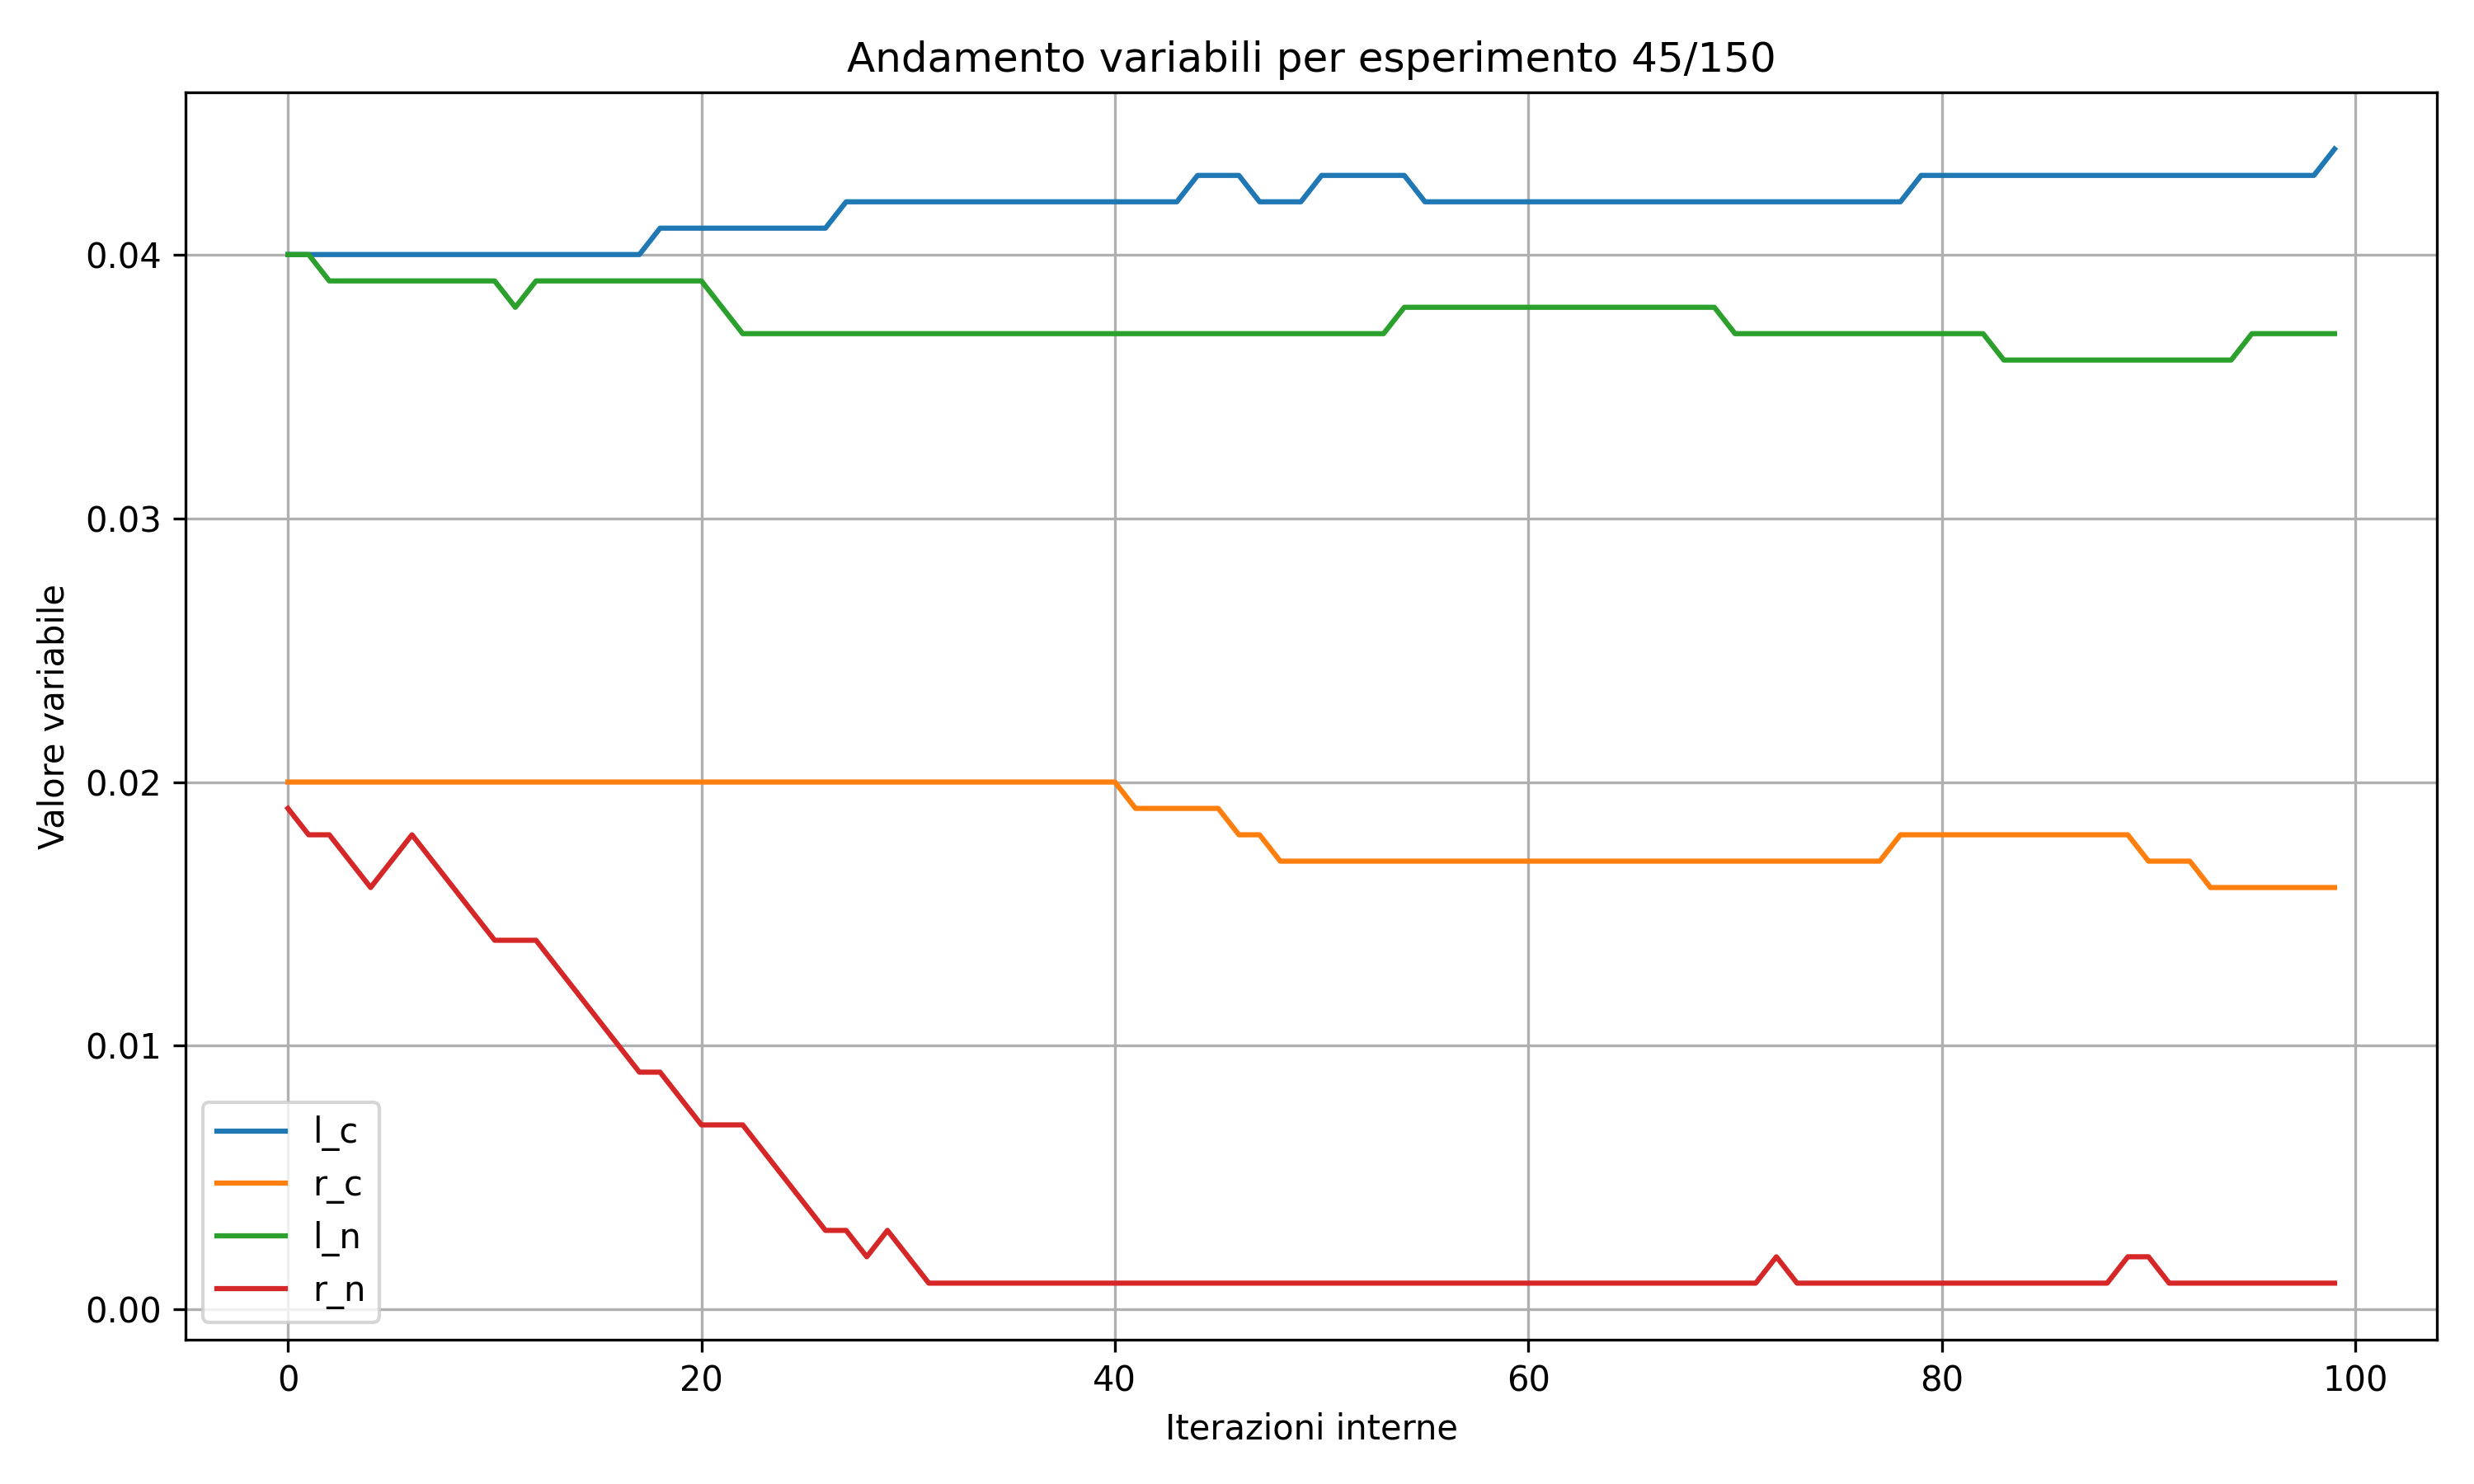 Andamento variabili per esperimento 45/150
Valore variabile
0.04
0.03
0.02
0.01
0.00
l_c
r_c
l_n
r_n
0 20 40 60 80 100
Iterazioni interne